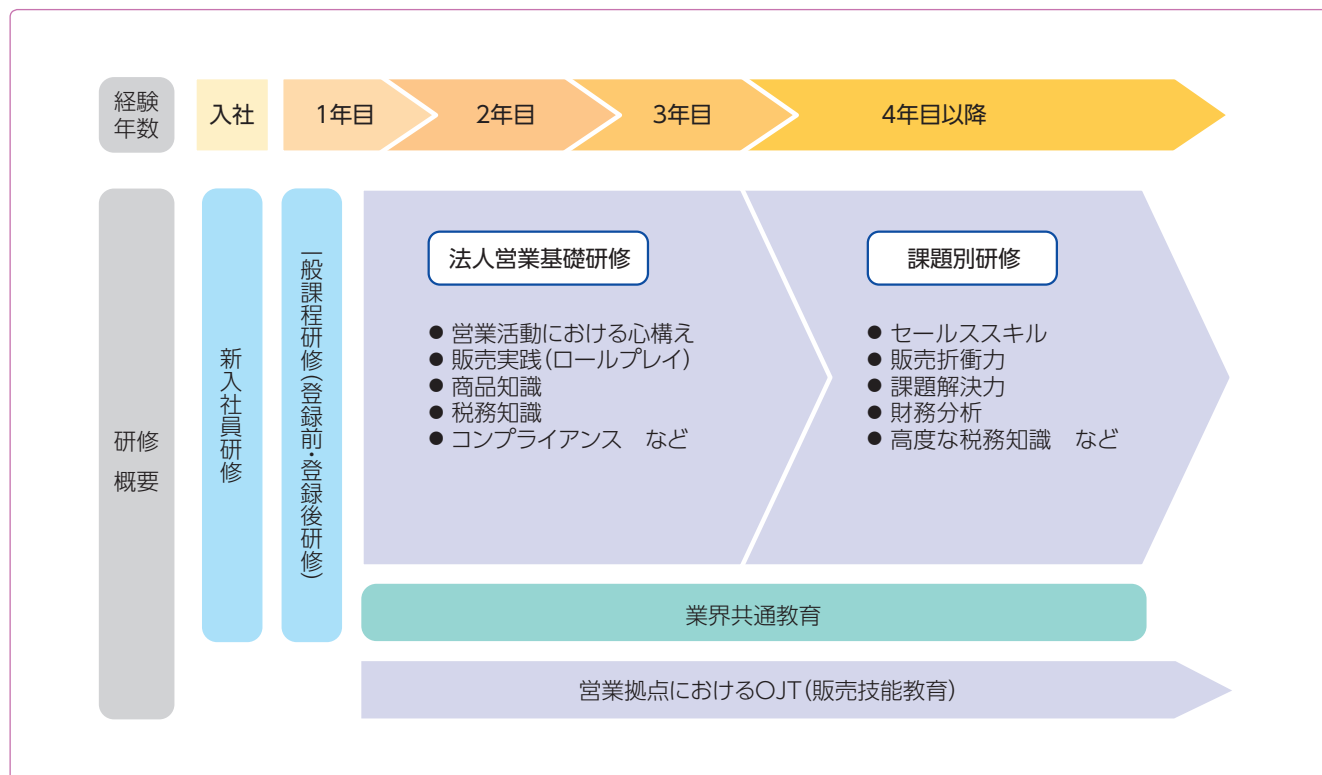 経験
年数
入社
1年目
2年目
3年目
4年目以降
研修
概要
新入社員研修
一般課程研修(登録前・登録後研修)
法人営業基礎研修
● 営業活動における心構え
● 販売実践(ロールプレイ)
● 商品知識
● 税務知識
● コンプライアンス　など
課題別研修
● セールススキル
● 販売折衝力
● 課題解決力
● 財務分析
● 高度な税務知識　など
業界共通教育
営業拠点におけるOJT(販売技能教育)